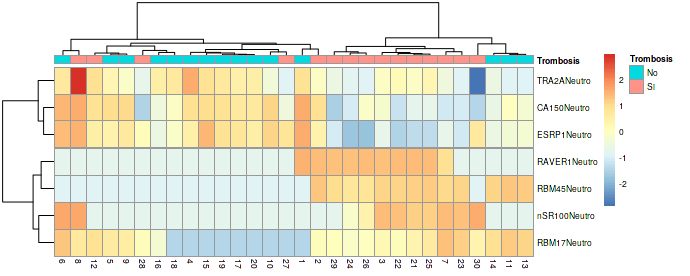 Trombosis
TRA2ANeutro
CA150Neutro
ESRP1Neutro
RAVER1Neutro
RBM45Neutro
nSR100Neutro
RBM17Neutro
6 8 12 5 9 28 16 18 4 15 19 17 20 10 27 1 2 29 24 26 3 22 21 25 7 23 30 14 11 13
2
1
0
-1
-2
Trombosis
No
SI